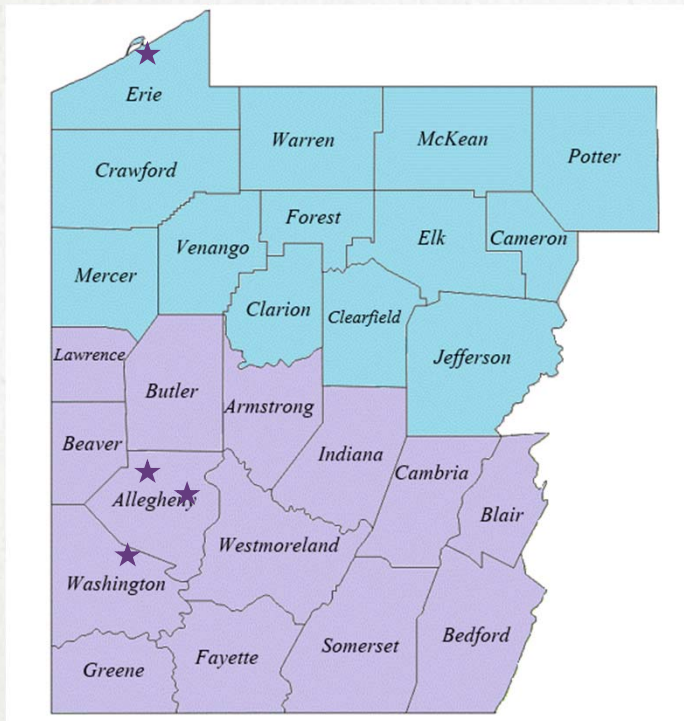 Erie
Warren
McKean
Potter
Crawford
Forest
Venango
Elk
Cameron
Mercer
Clarion
Clearfield
Jefferson
Lawrence
Butler
Armstrong
Beaver
Indiana
Cambria
Allegheny
Blair
Westmoreland
Washington
Bedford
Somerset
Fayette
Greene